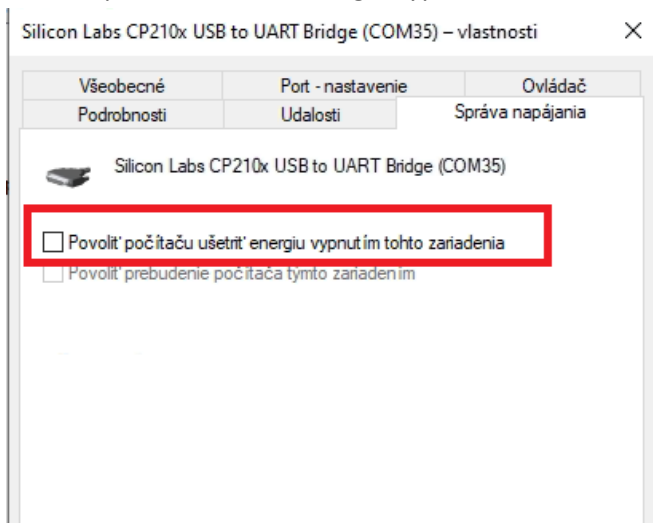 Silicon Labs CP210x USB to UART Bridge (COM35) – vlastnosti
Všeobecné Port - nastavenie Ovládač
Podrobnosti Udalosti Správa napájania
Silicon Labs CP210x USB to UART Bridge (COM35)
Povoliť počítaču ušetriť energiu vypnutím tohto zariadenia
Povoliť prebudenie počítača týmto zariadením